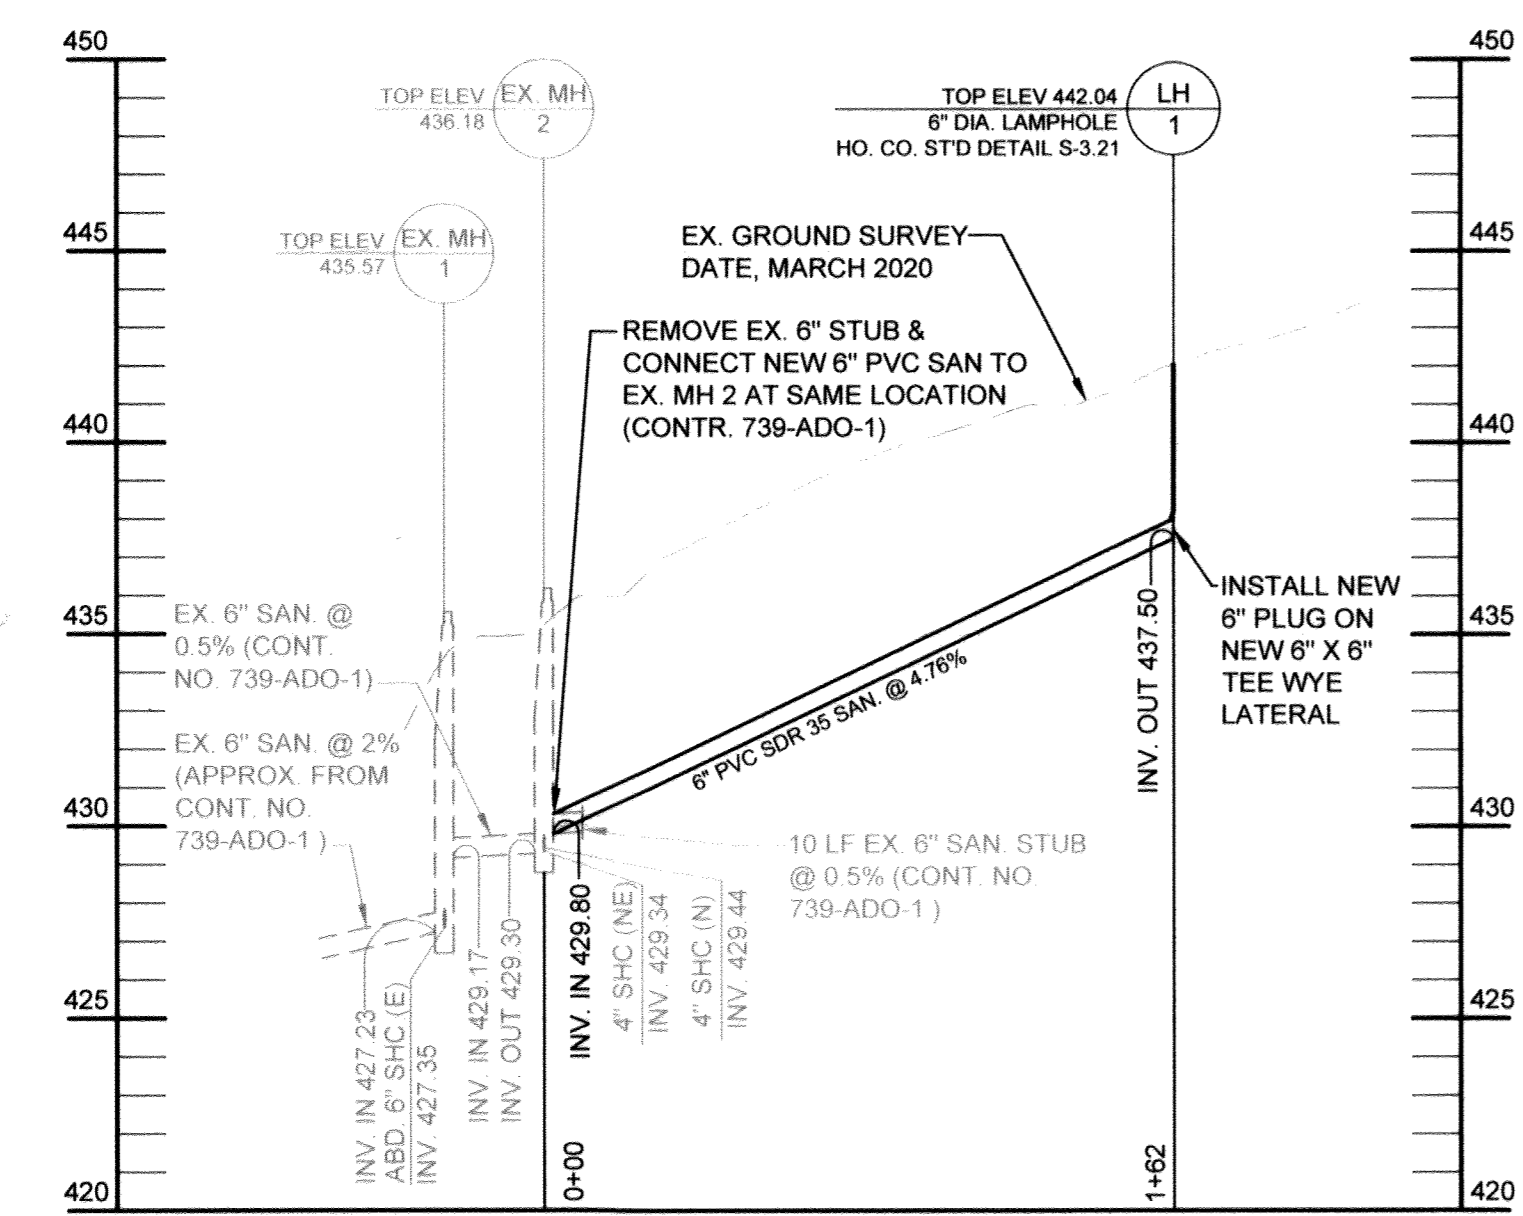 450
445
440
435
430
425
420
TOP ELEV
436.18
EX. MH
2
TOP ELEV
435.57
EX. MH
1
TOP ELEV 442.04
6" DIA. LAMPHOLE
HO. CO. ST'D DETAIL S-3.21
LH
1
EX. GROUND SURVEY
DATE, MARCH 2020
REMOVE EX. 6" STUB &
CONNECT NEW 6" PVC SAN TO
EX. MH 2 AT SAME LOCATION
(CONTR. 739-ADO-1)
EX. 6" SAN. @
0.5% (CONT.
NO. 739-ADO-1)
EX. 6" SAN. @ 2%
(APPROX. FROM
CONT. NO.
739-ADO-1 )
6" PVC SDR 35 SAN. @ 4.76%
INV. OUT 437.50
INSTALL NEW
6" PLUG ON
NEW 6" X 6"
TEE WYE
LATERAL
10 LF EX. 6" SAN. STUB
@ 0.5% (CONT. NO.
739-ADO-1 )
INV. IN 427.23
ABD. 6" SHC (E)
INV. 427.35
INV. IN 429.17
INV. OUT 429.30
INV. IN 429.80
4" SHC (NE)
INV. 429.34
4" SHC (N)
INV. 429.44
0+00
1+62
450
445
440
435
430
425
420